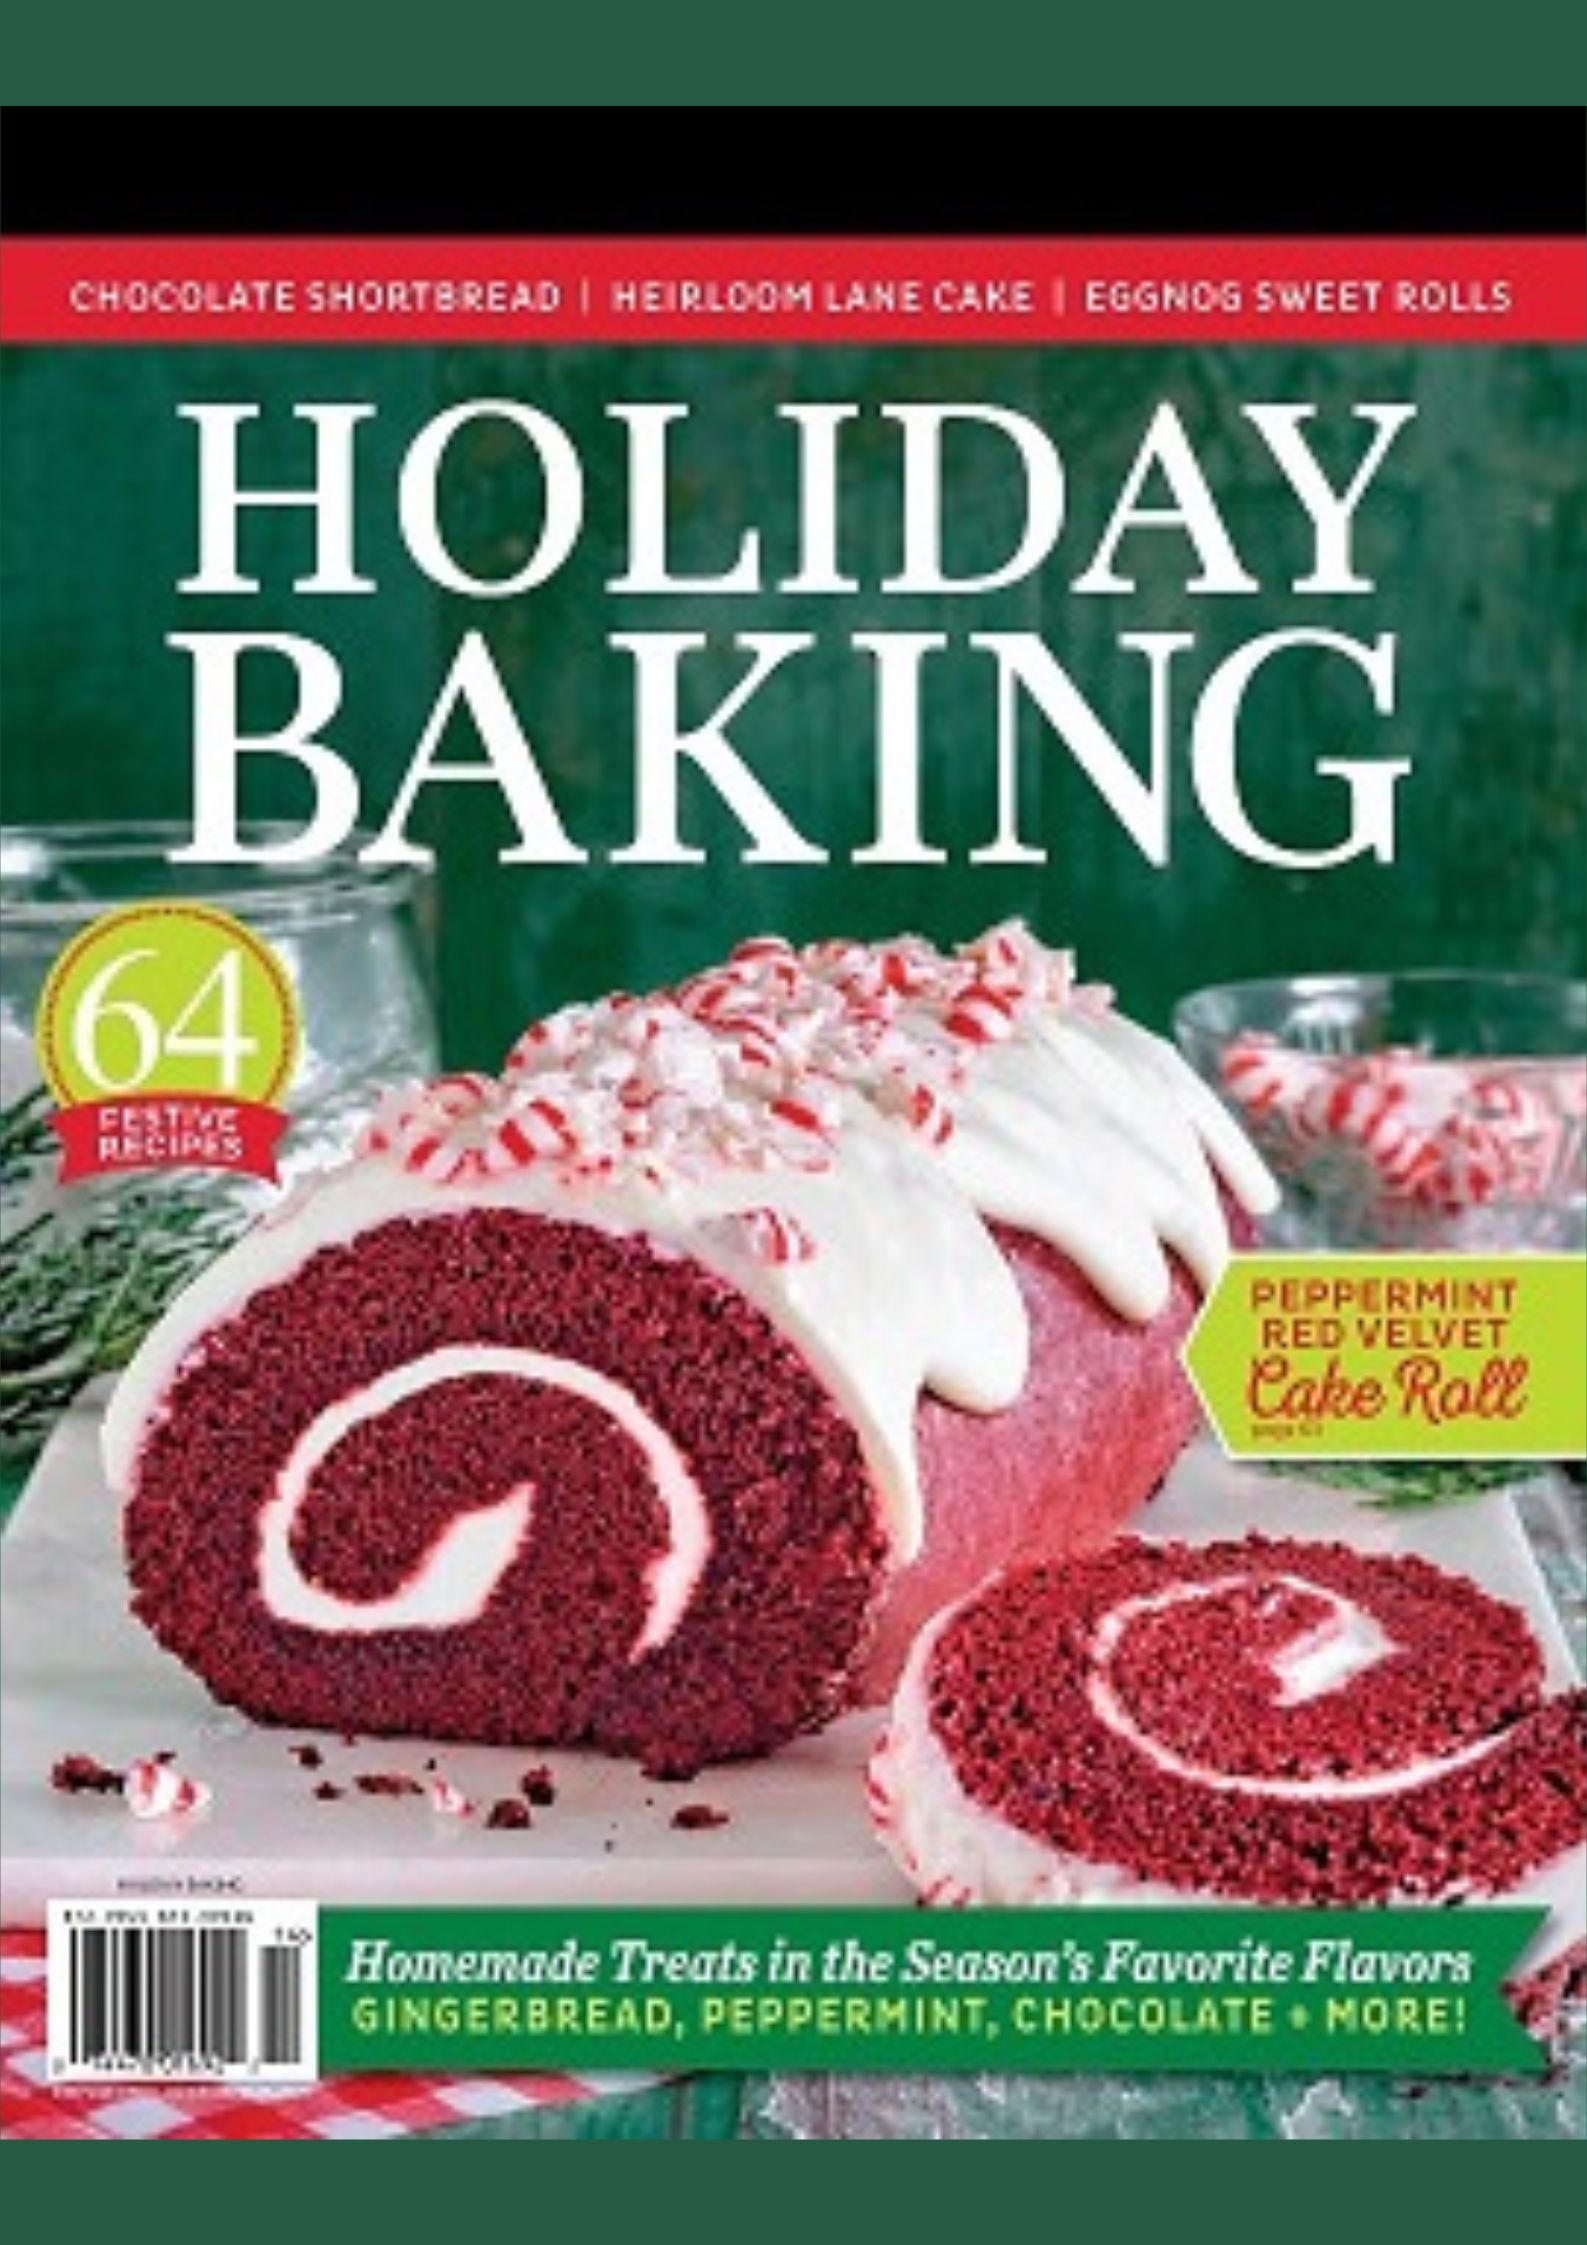 CHOCOLATE SHORTBREAD | HEIRLOOM LANE CAKE | EGGNOG SWEET ROLLS
HOLIDAY
BAKING
64
FESTIVE
RECIPES
PEPPERMINT
RED VELVET
Cake Roll
Homemade Treats in the Season's Favorite Flavors
GINGERBREAD, PEPPERMINT, CHOCOLATE + MORE!